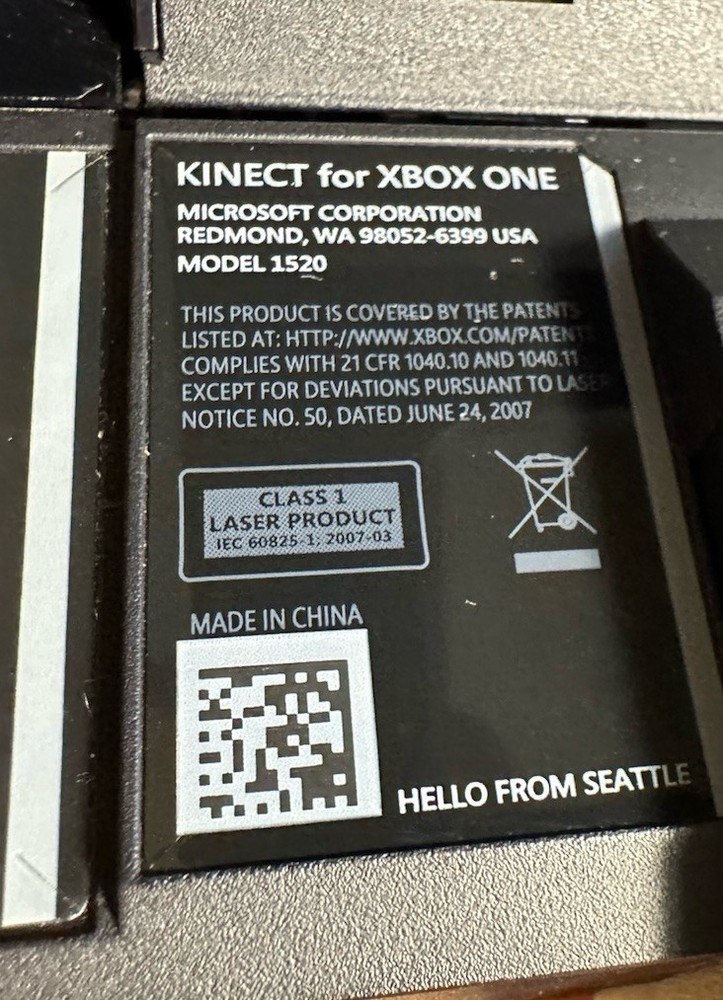 KINECT for XBOX ONE
MICROSOFT CORPORATION
REDMOND, WA 98052-6399 USA
MODEL 1520
THIS PRODUCT IS COVERED BY THE PATENTS
LISTED AT: HTTP://WWW.XBOX.COM/PATENT
COMPLIES WITH 21 CFR 1040.10 AND 1040.11
EXCEPT FOR DEVIATIONS PURSUANT TO LASER
NOTICE NO. 50, DATED JUNE 24, 2007
CLASS 1
LASER PRODUCT
IEC 60825-1: 2007-03
MADE IN CHINA
HELLO FROM SEATTLE